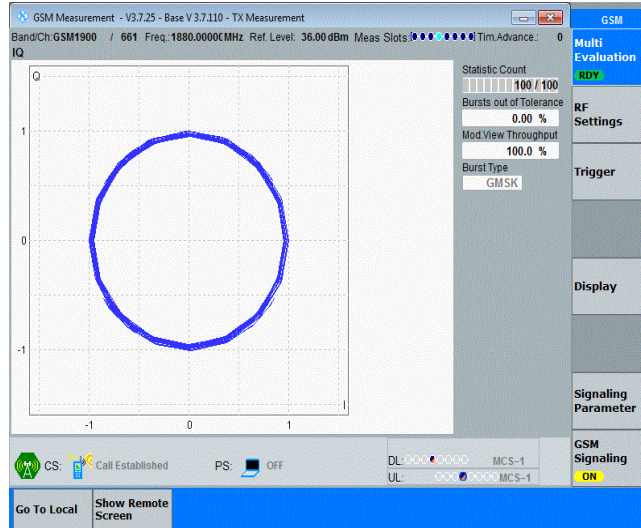 GSM Measurement - V3.7.25 - Base V 3.7.110 - TX Measurement
GSM
Band/Ch:GSM1900 / 661 Freq.:1880.0000(MHz Ref. Level: 36.00 dBm Meas Slots: Tim.Advance.: 0
IQ
Multi
Evaluation
RDY
Q
Statistic Count
100 / 100
Bursts out of Tolerance
0.00 %
Mod.View Throughput
100.0 %
Burst Type
GMSK
RF
Settings
Trigger
Display
1
0
-1
-1 0 1
I
Signaling
Parameter
GSM
Signaling
ON
CS: Call Established PS: OFF
DL: MCS-1
UL: MCS-1
Go To Local
Show Remote
Screen